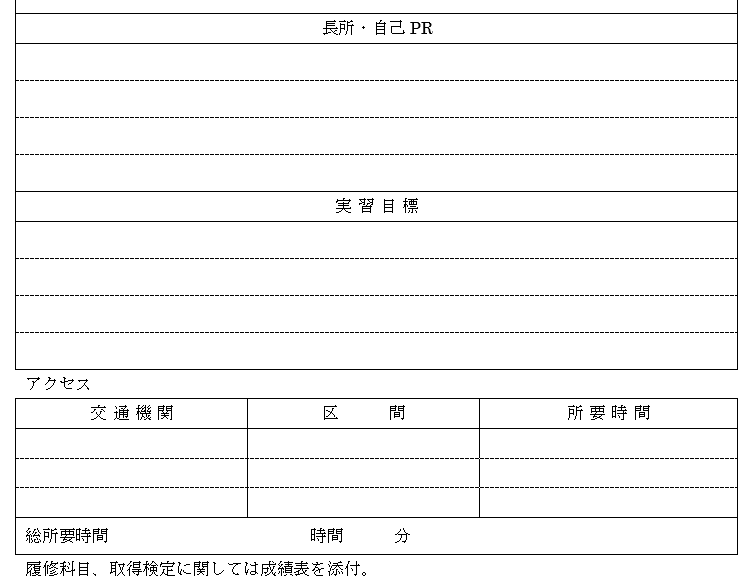 長所・自己PR
実習目標
アクセス
交通機関 区 間 所要時間
総所要時間 時間 分
履修科目、取得検定に関しては成績表を添付。